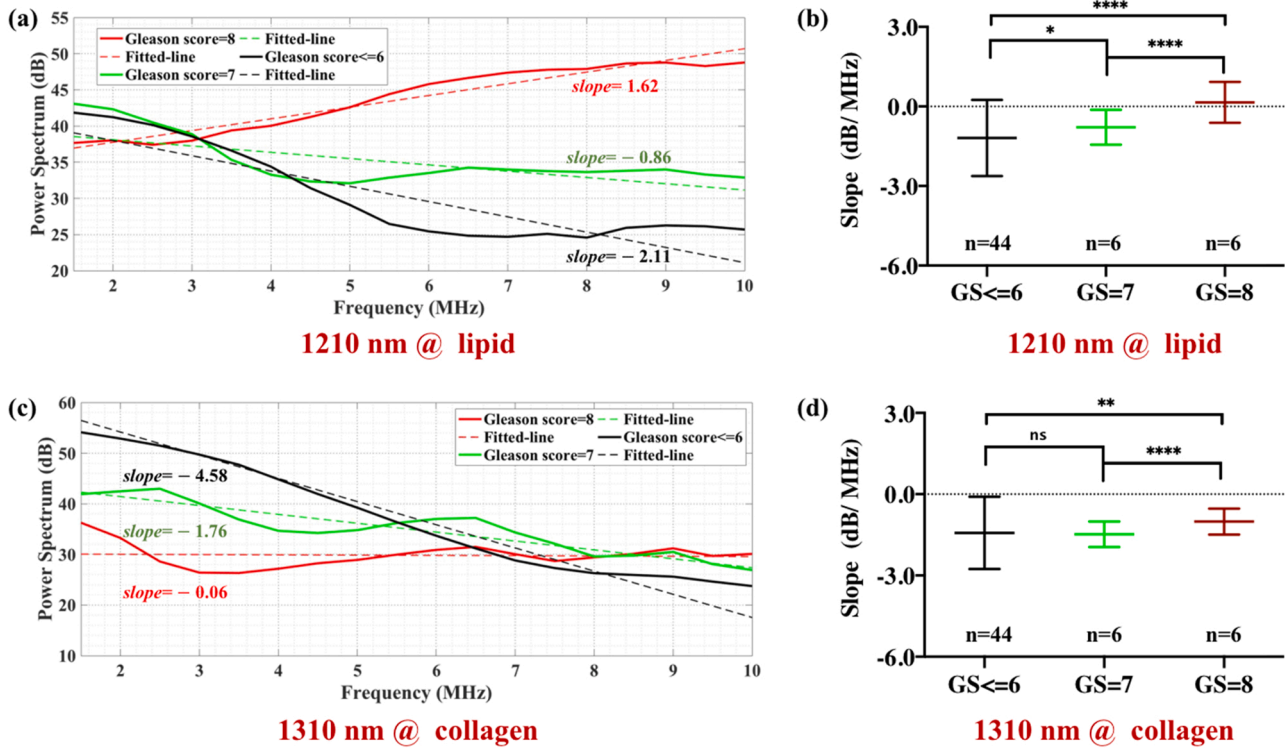 (a)
55
50
45
40
35
30
25
20
Power Spectrum (dB)
Gleason score=8
Fitted-line
Fitted-line
Gleason score<=6
Gleason score=7
Fitted-line
slope= 1.62
slope= − 0.86
slope= − 2.11
2 3 4 5 6 7 8 9 10
Frequency (MHz)
1210 nm @ lipid
(b)
****
*
****
3.0
0.0
-3.0
-6.0
Slope (dB/ MHz)
n=44 n=6 n=6
GS<=6 GS=7 GS=8
1210 nm @ lipid
(c)
60
50
40
30
20
10
Power Spectrum (dB)
Gleason score=8
Fitted-line
Fitted-line
Gleason score<=6
Gleason score=7
Fitted-line
slope= − 4.58
slope= − 1.76
slope= − 0.06
2 3 4 5 6 7 8 9 10
Frequency (MHz)
1310 nm @ collagen
(d)
**
ns
****
3.0
0.0
-3.0
-6.0
Slope (dB/ MHz)
n=44 n=6 n=6
GS<=6 GS=7 GS=8
1310 nm @ collagen